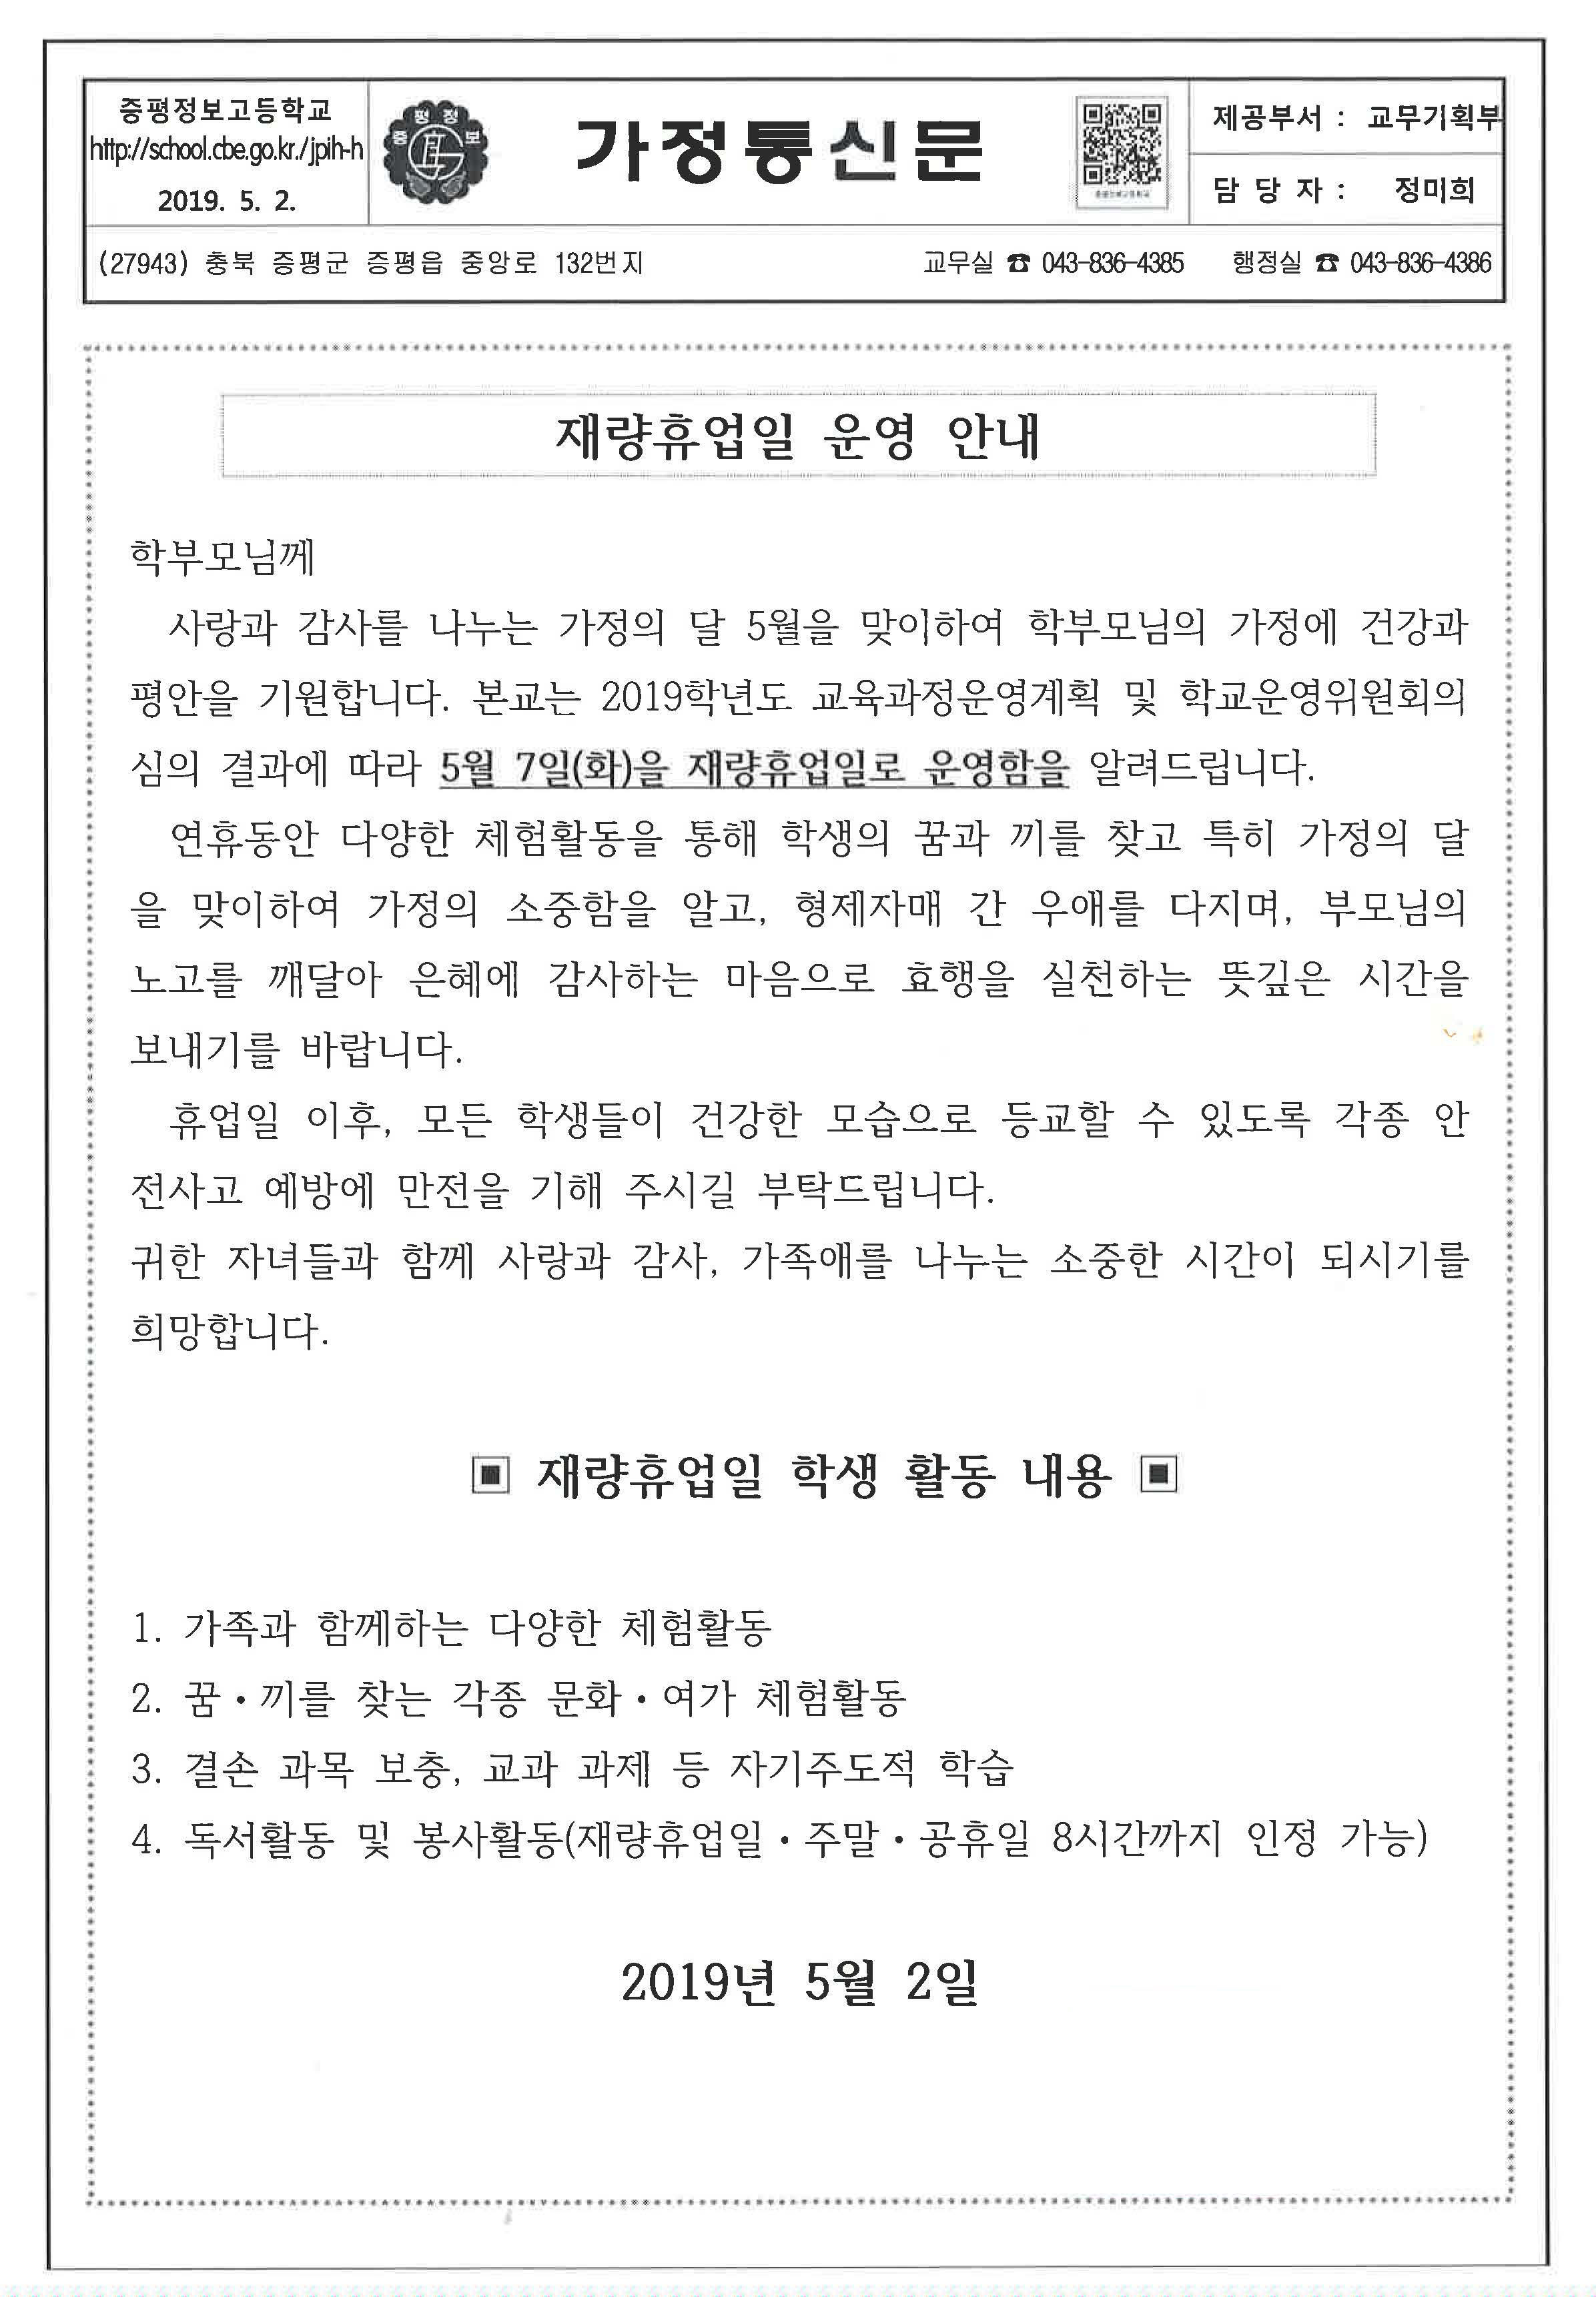 증평정보고등학교
http://school.cbe.go.kr./jpih-h
2019. 5. 2.
증 평 정 보
가정통신문
제공부서 : 교무기획부
담 당 자 : 정미희
(27943) 충북 증평군 증평읍 중앙로 132번지 교무실 ☎ 043-836-4385 행정실 ☎ 043-836-4386
재량휴업일 운영 안내
학부모님께
사랑과 감사를 나누는 가정의 달 5월을 맞이하여 학부모님의 가정에 건강과
평안을 기원합니다. 본교는 2019학년도 교육과정운영계획 및 학교운영위원회의
심의 결과에 따라 5월 7일(화)을 재량휴업일로 운영함을 알려드립니다.
연휴동안 다양한 체험활동을 통해 학생의 꿈과 끼를 찾고 특히 가정의 달
을 맞이하여 가정의 소중함을 알고, 형제자매 간 우애를 다지며, 부모님의
노고를 깨달아 은혜에 감사하는 마음으로 효행을 실천하는 뜻깊은 시간을
보내기를 바랍니다.
휴업일 이후, 모든 학생들이 건강한 모습으로 등교할 수 있도록 각종 안
전사고 예방에 만전을 기해 주시길 부탁드립니다.
귀한 자녀들과 함께 사랑과 감사, 가족애를 나누는 소중한 시간이 되시기를
희망합니다.
▣ 재량휴업일 학생 활동 내용 ▣
1. 가족과 함께하는 다양한 체험활동
2. 꿈・끼를 찾는 각종 문화・여가 체험활동
3. 결손 과목 보충, 교과 과제 등 자기주도적 학습
4. 독서활동 및 봉사활동(재량휴업일・주말・공휴일 8시간까지 인정 가능)
2019년 5월 2일